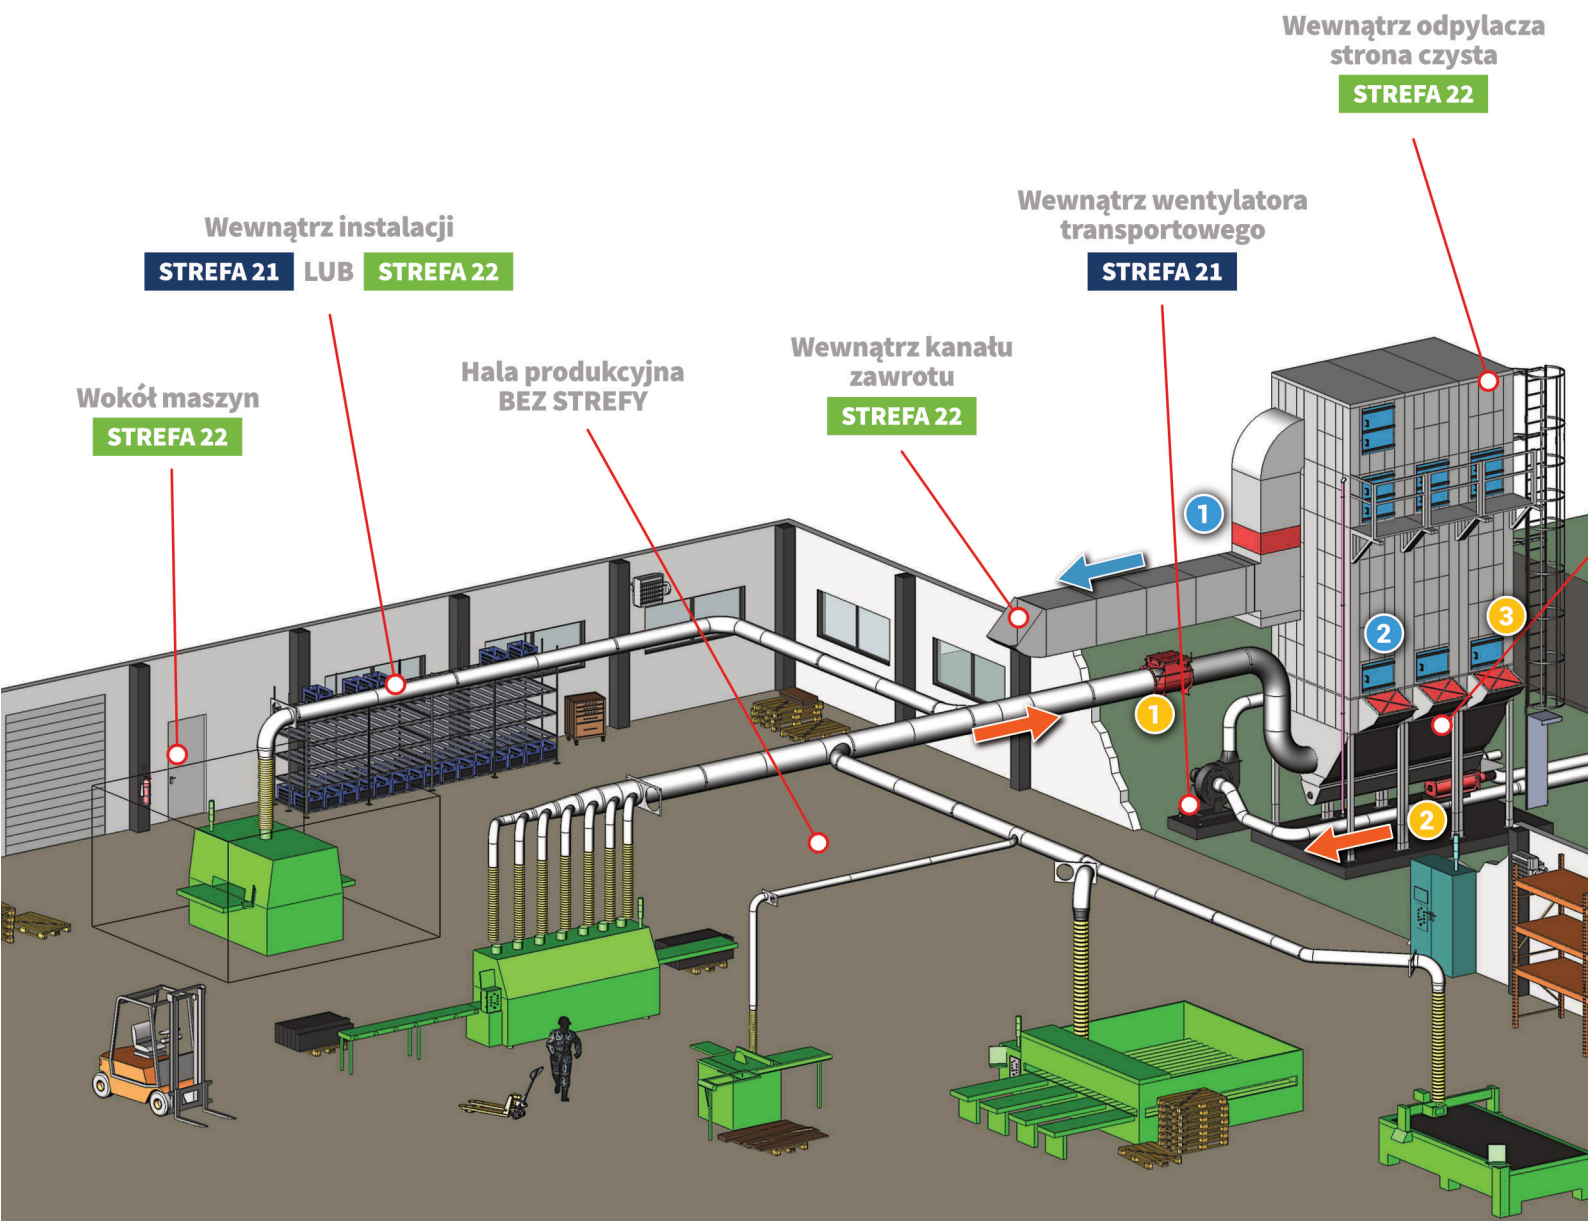 Wewnątrz odpylacza
strona czysta
STREFA 22
Wewnątrz wentylatora
transportowego
STREFA 21
Wewnątrz instalacji
STREFA 21 LUB STREFA 22
Wewnątrz kanału
zawrotu
STREFA 22
Hala produkcyjna
BEZ STREFY
Wokół maszyn
STREFA 22
1
2
3
1
2